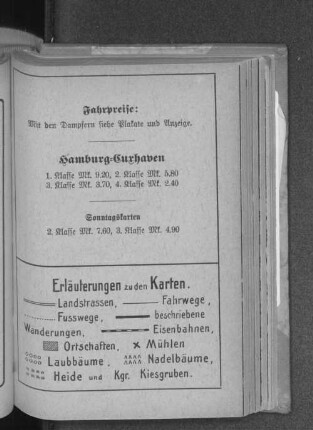 Fahrpreise:
Mit den Dampfern siehe Plakate und Anzeige.
Hamburg-Cuxhaven
1. Klasse Mk. 9.20, 2. Klasse Mk. 5.80
3. Klasse Mk. 3.70, 4. Klasse Mk. 2.40
Sonntagskarten
2. Klasse Mk. 7.60, 3. Klasse Mk. 4.90
Erläuterungen zu den Karten.
Landstrassen, Fahrwege,
Fusswege, beschriebene
Wanderungen, Eisenbahnen,
Ortschaften, × Mühlen
Laubbäume, Nadelbäume,
Heide und Kgr. Kiesgruben.